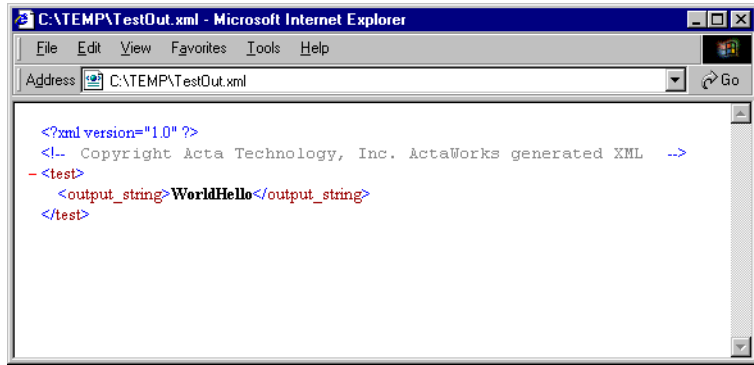 C:\TEMP\TestOut.xml - Microsoft Internet Explorer
File Edit View Favorites Tools Help
Address C:\TEMP\TestOut.xml Go
<?xml version="1.0" ?>
<!-- Copyright Acta Technology, Inc. ActaWorks generated XML -->
- <test>
<output_string>WorldHello</output_string>
</test>